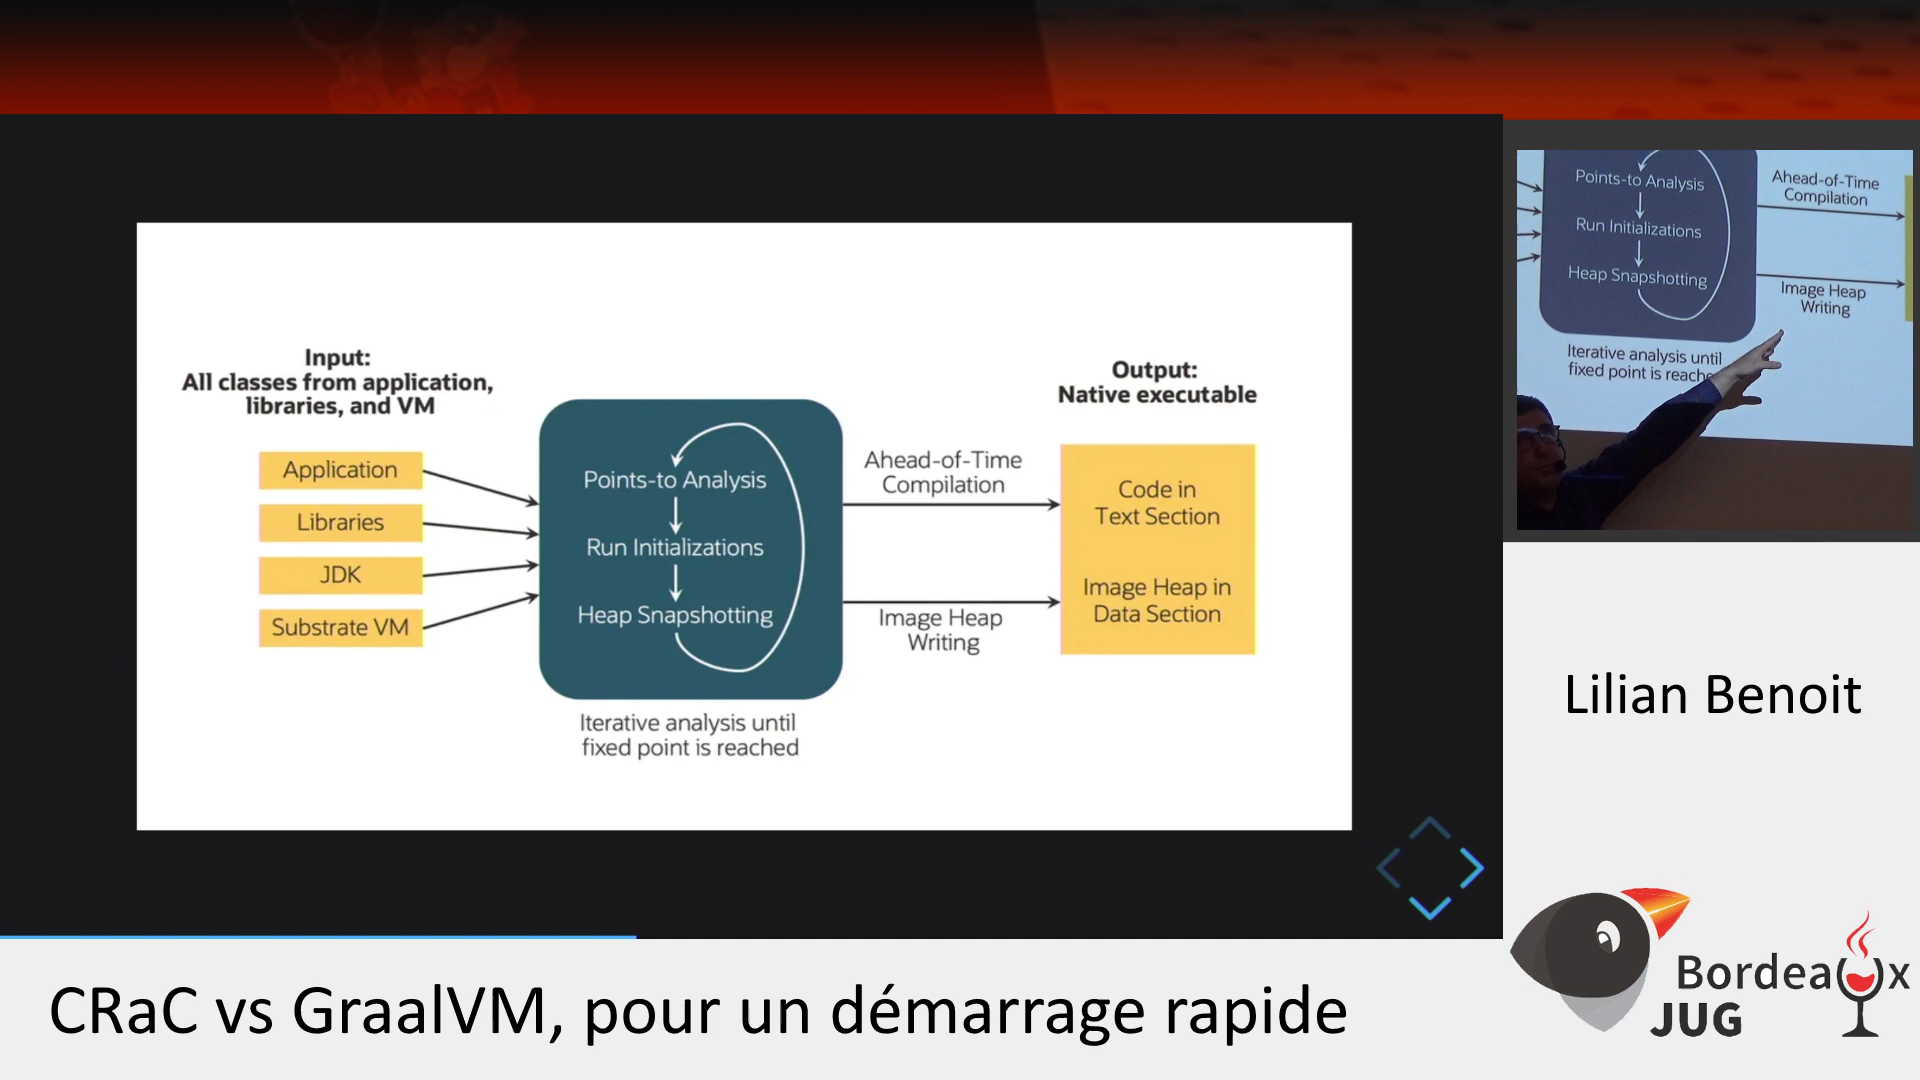 Input:
All classes from application,
libraries, and VM
Application
Libraries
JDK
Substrate VM
Points-to Analysis
Run Initializations
Heap Snapshotting
Iterative analysis until
fixed point is reached
Ahead-of-Time
Compilation
Image Heap
Writing
Output:
Native executable
Code in
Text Section
Image Heap in
Data Section
Points-to Analysis
Run Initializations
Heap Snapshotting
Ahead-of-Time
Compilation
Image Heap
Writing
Iterative analysis until
fixed point is
Lilian Benoit
CRaC vs GraalVM, pour un démarrage rapide
Bordeaux
JUG